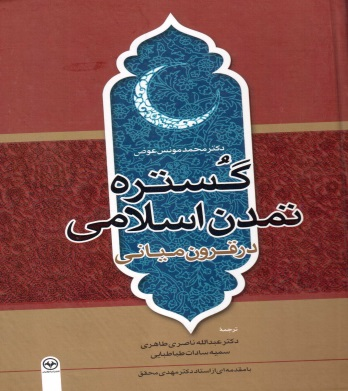 دکتر محمد مونس عوض
گستره
تمدن اسلامی
در قرون میانی
ترجمه
دکتر عبدالله ناصری طاهری
سمیه سادات طباطبایی
با مقدمه‌ای از استاد دکتر مهدی محقق